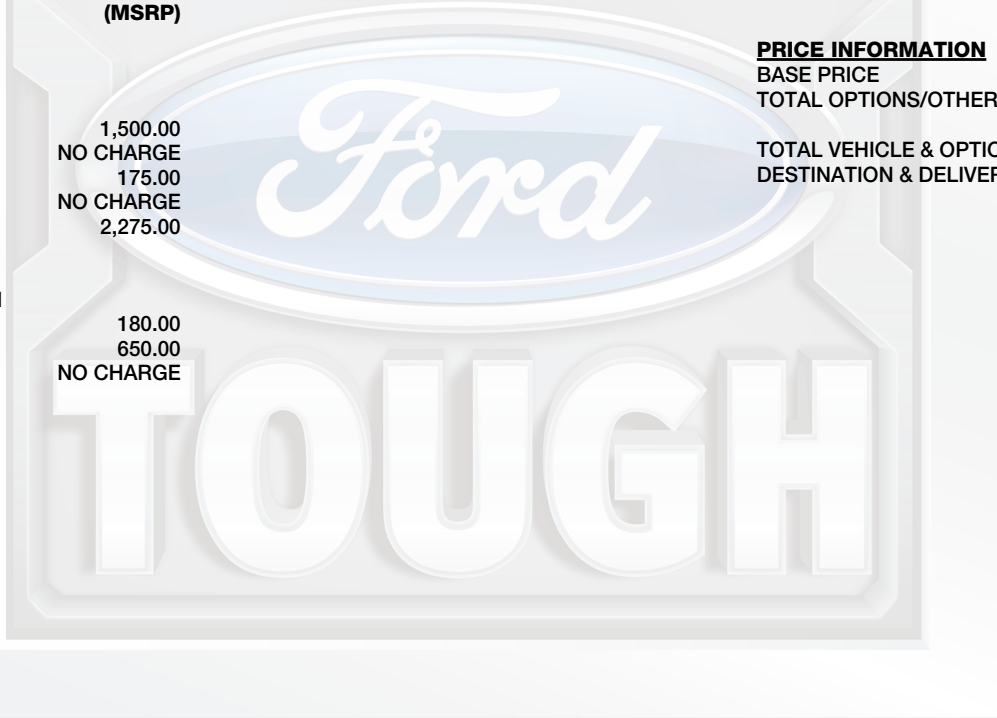 (MSRP)
1,500.00
NO CHARGE
175.00
NO CHARGE
2,275.00
180.00
650.00
NO CHARGE
PRICE INFORMATION
BASE PRICE
TOTAL OPTIONS/OTHER
TOTAL VEHICLE & OPTIO
DESTINATION & DELIVER
Ford
TOUGH